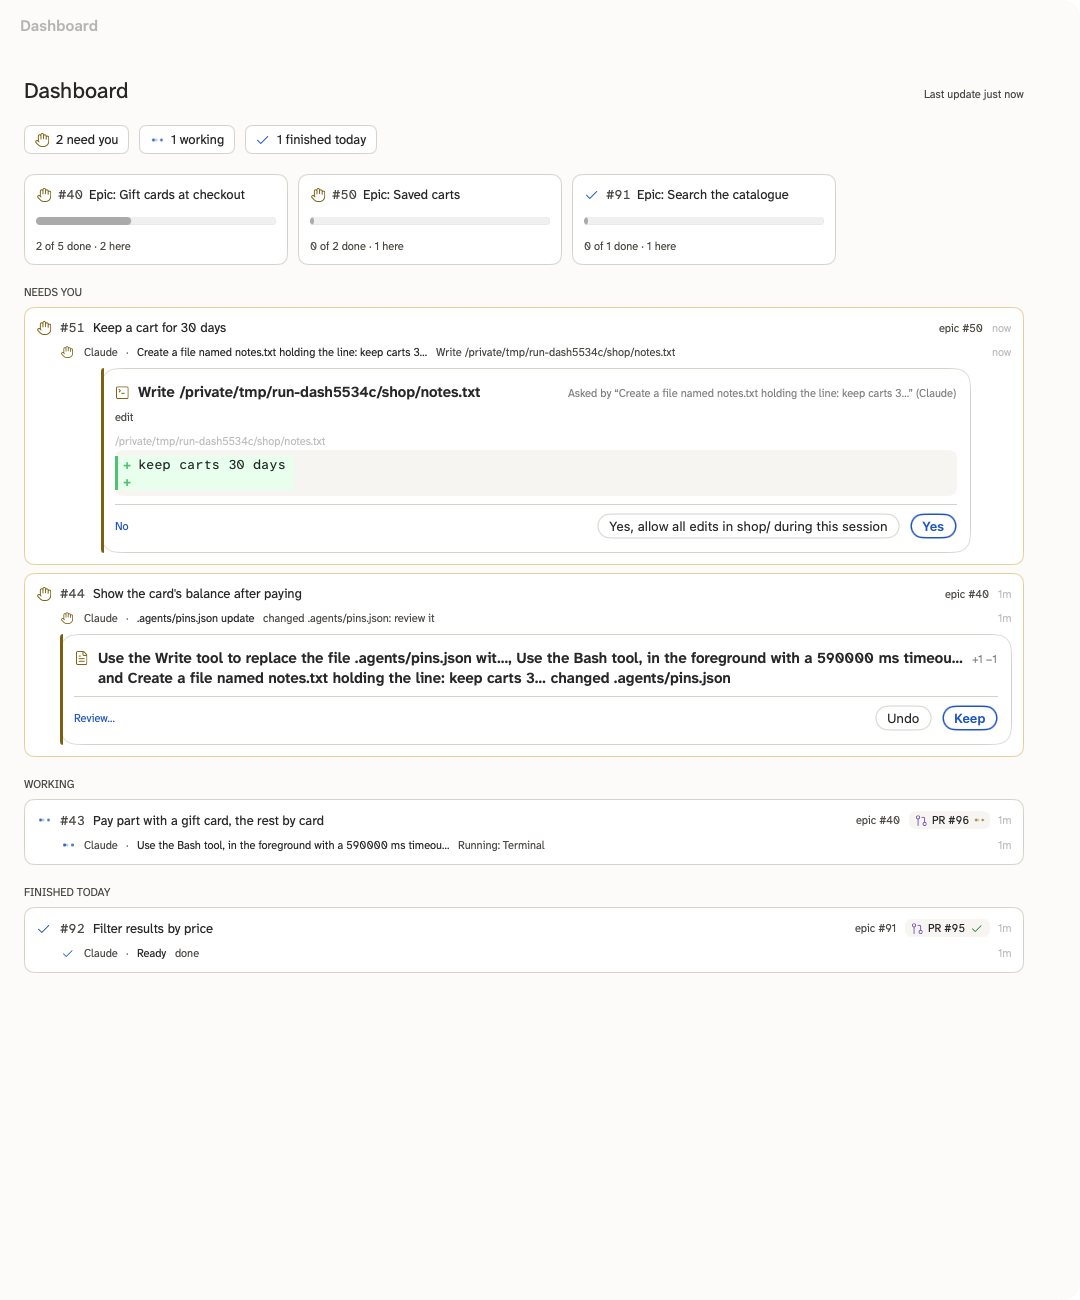 Dashboard
Dashboard
Last update just now
2 need you
1 working
1 finished today
#40 Epic: Gift cards at checkout
2 of 5 done · 2 here
#50 Epic: Saved carts
0 of 2 done · 1 here
#91 Epic: Search the catalogue
0 of 1 done · 1 here
NEEDS YOU
#51 Keep a cart for 30 days epic #50 now
Claude · Create a file named notes.txt holding the line: keep carts 3... Write /private/tmp/run-dash5534c/shop/notes.txt now
Write /private/tmp/run-dash5534c/shop/notes.txt Asked by “Create a file named notes.txt holding the line: keep carts 3...” (Claude)
edit
/private/tmp/run-dash5534c/shop/notes.txt
+ keep carts 30 days
+
No Yes, allow all edits in shop/ during this session Yes
#44 Show the card's balance after paying epic #40 1m
Claude · .agents/pins.json update changed .agents/pins.json: review it 1m
Use the Write tool to replace the file .agents/pins.json wit..., Use the Bash tool, in the foreground with a 590000 ms timeou... +1 −1
and Create a file named notes.txt holding the line: keep carts 3... changed .agents/pins.json
Review... Undo Keep
WORKING
#43 Pay part with a gift card, the rest by card epic #40 PR #96 1m
Claude · Use the Bash tool, in the foreground with a 590000 ms timeou... Running: Terminal 1m
FINISHED TODAY
#92 Filter results by price epic #91 PR #95 1m
Claude · Ready done 1m